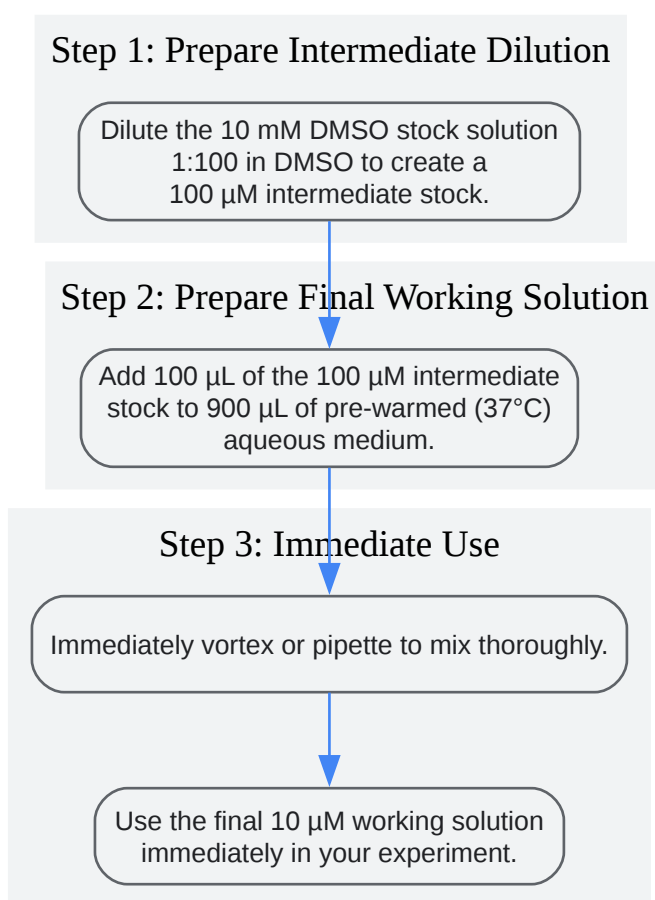 Step 1: Prepare Intermediate Dilution
Dilute the 10 mM DMSO stock solution
1:100 in DMSO to create a
100 µM intermediate stock.
Step 2: Prepare Final Working Solution
Add 100 µL of the 100 µM intermediate
stock to 900 µL of pre-warmed (37°C)
aqueous medium.
Step 3: Immediate Use
Immediately vortex or pipette to mix thoroughly.
Use the final 10 µM working solution
immediately in your experiment.